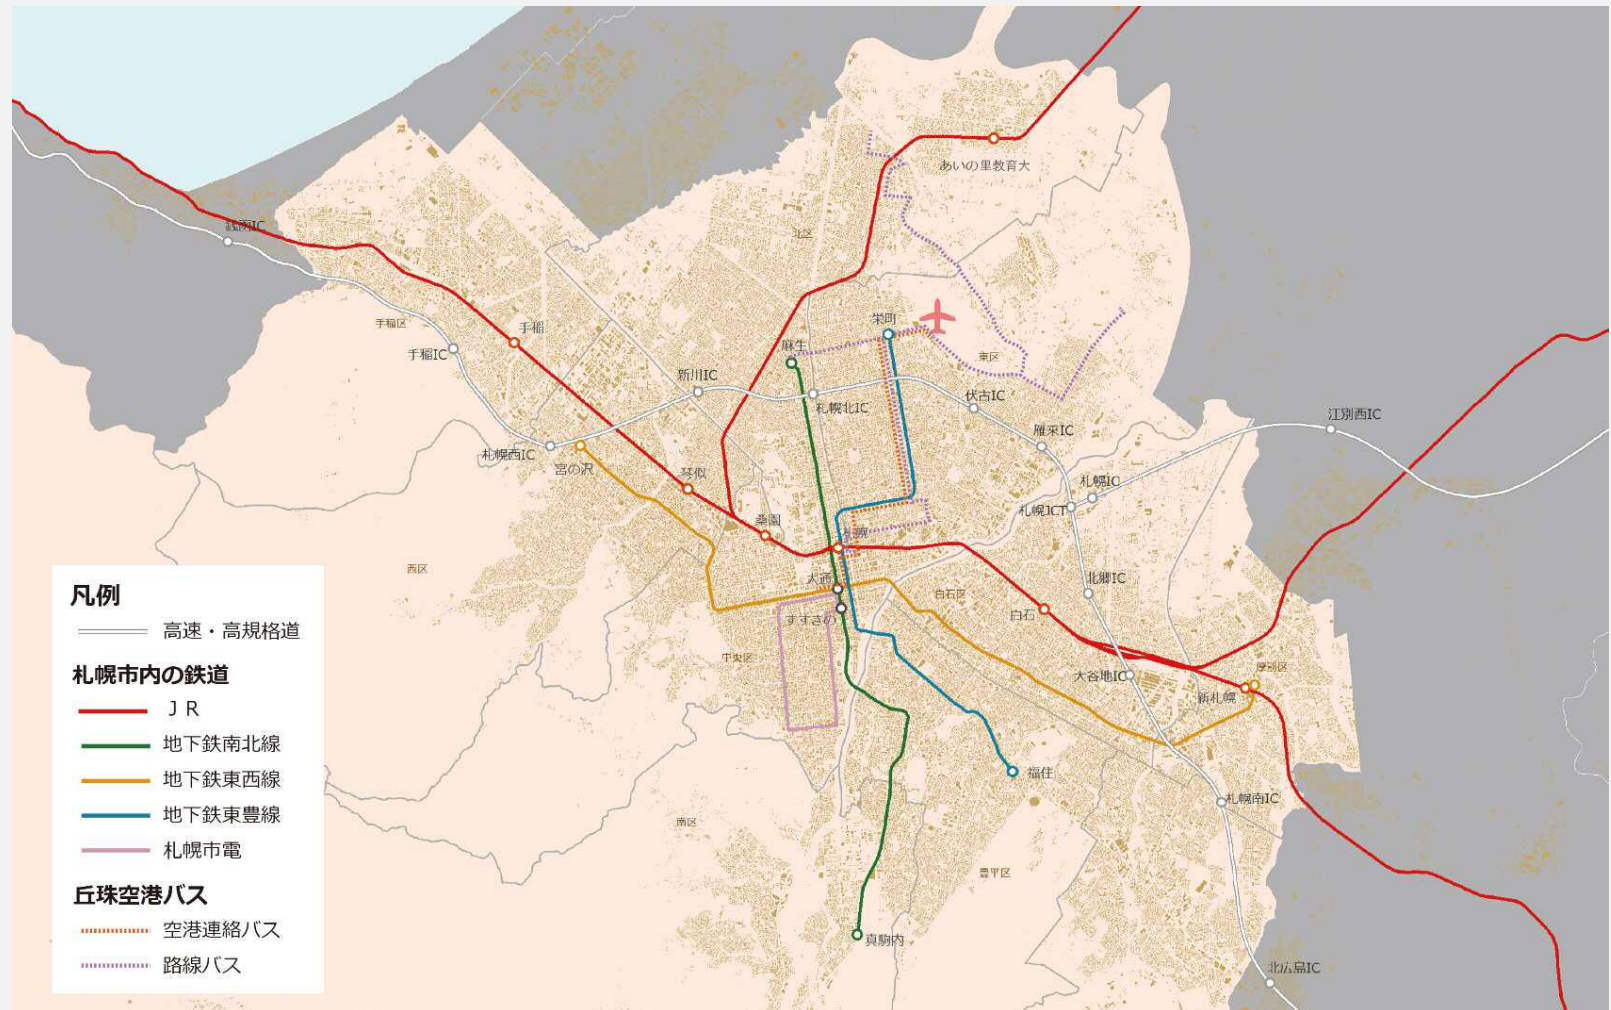 あいの里教育大
銭函IC
北区
栄町
手稲区
手稲
麻生
東区
手稲IC
新川IC
札幌北IC
伏古IC
江別西IC
雁来IC
札幌西IC
宮の沢
琴似
札幌IC
札幌JCT
桑園
札幌
西区
大通
北郷IC
白石区
白石
すすきの
中央区
大谷地IC
厚別区
新札幌
福住
札幌南IC
南区
豊平区
真駒内
北広島IC
凡例
高速・高規格道
札幌市内の鉄道
ＪＲ
地下鉄南北線
地下鉄東西線
地下鉄東豊線
札幌市電
丘珠空港バス
空港連絡バス
路線バス